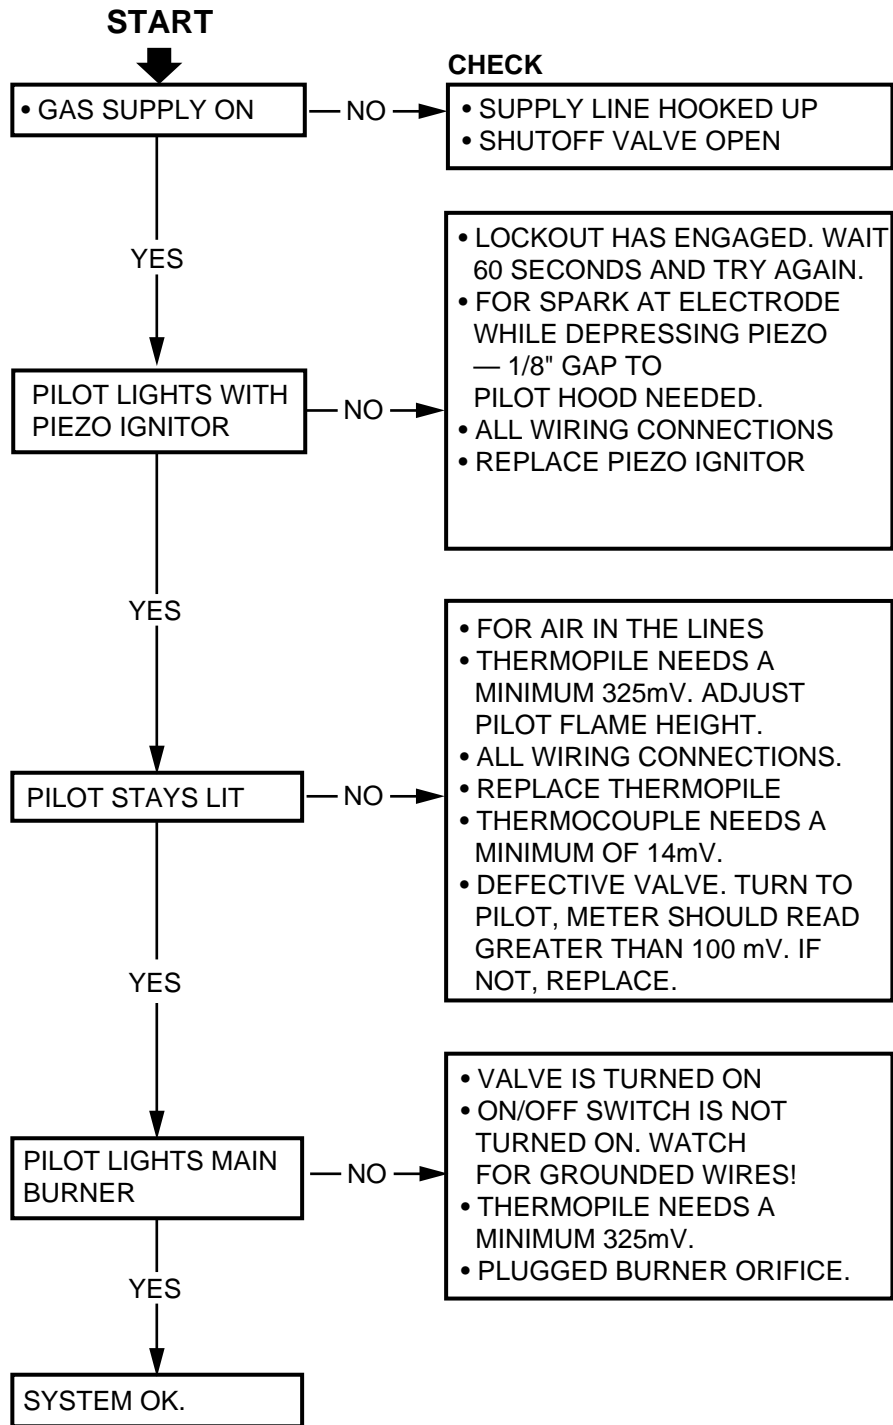 START
CHECK
• GAS SUPPLY ON
NO
• SUPPLY LINE HOOKED UP
• SHUTOFF VALVE OPEN
YES
PILOT LIGHTS WITH
PIEZO IGNITOR
NO
• LOCKOUT HAS ENGAGED. WAIT
60 SECONDS AND TRY AGAIN.
• FOR SPARK AT ELECTRODE
WHILE DEPRESSING PIEZO
— 1/8" GAP TO
PILOT HOOD NEEDED.
• ALL WIRING CONNECTIONS
• REPLACE PIEZO IGNITOR
YES
PILOT STAYS LIT
NO
• FOR AIR IN THE LINES
• THERMOPILE NEEDS A
MINIMUM 325mV. ADJUST
PILOT FLAME HEIGHT.
• ALL WIRING CONNECTIONS.
• REPLACE THERMOPILE
• THERMOCOUPLE NEEDS A
MINIMUM OF 14mV.
• DEFECTIVE VALVE. TURN TO
PILOT, METER SHOULD READ
GREATER THAN 100 mV. IF
NOT, REPLACE.
YES
PILOT LIGHTS MAIN
BURNER
NO
• VALVE IS TURNED ON
• ON/OFF SWITCH IS NOT
TURNED ON. WATCH
FOR GROUNDED WIRES!
• THERMOPILE NEEDS A
MINIMUM 325mV.
• PLUGGED BURNER ORIFICE.
YES
SYSTEM OK.